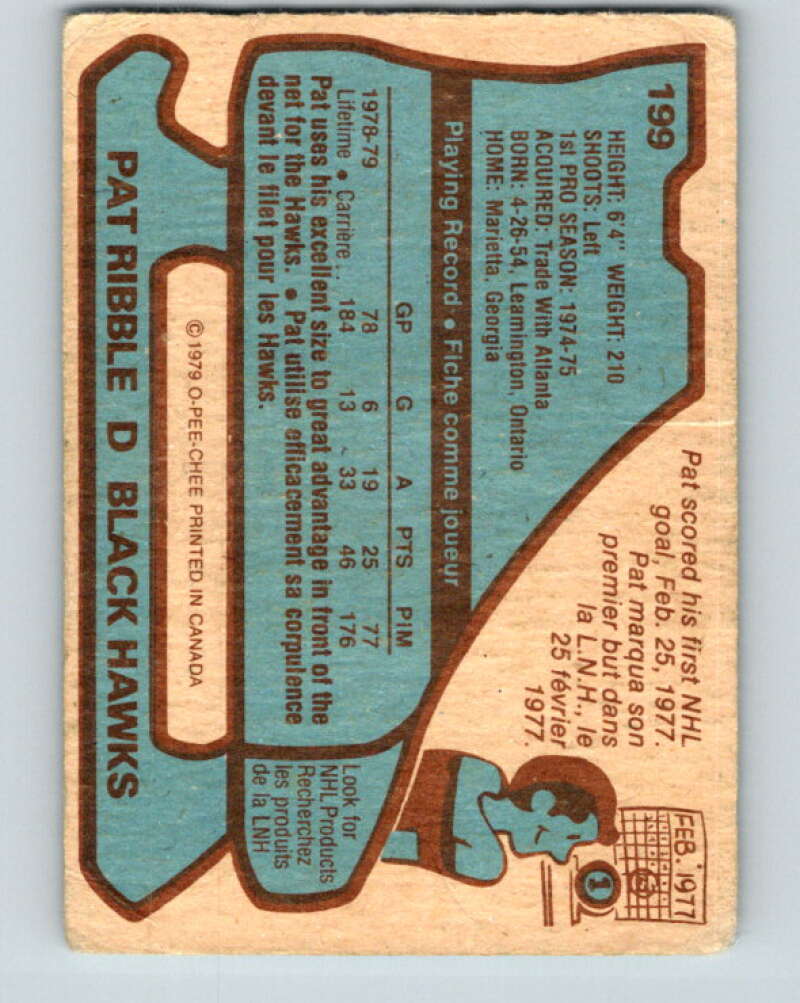 199
HEIGHT: 6'4" WEIGHT: 210
SHOOTS: Left
1st PRO SEASON: 1974-75
ACQUIRED: Trade With Atlanta
BORN: 4-26-54, Leamington, Ontario
HOME: Marietta, Georgia
Playing Record • Fiche comme joueur
GP G A PTS PIM
1978-79 78 6 19 25 77
Lifetime • Carrière .. 184 13 33 46 176
Pat uses his excellent size to great advantage in front of the
net for the Hawks. • Pat utilise efficacement sa corpulence
devant le filet pour les Hawks.
Pat scored his first NHL
goal, Feb. 25, 1977.
Pat marqua son
premier but dans
la L.N.H., le
25 février
1977.
FEB. 1977
1
Look for
NHL Products
Recherchez
les produits
de la LNH
© 1979 O-PEE-CHEE PRINTED IN CANADA
PAT RIBBLE D BLACK HAWKS